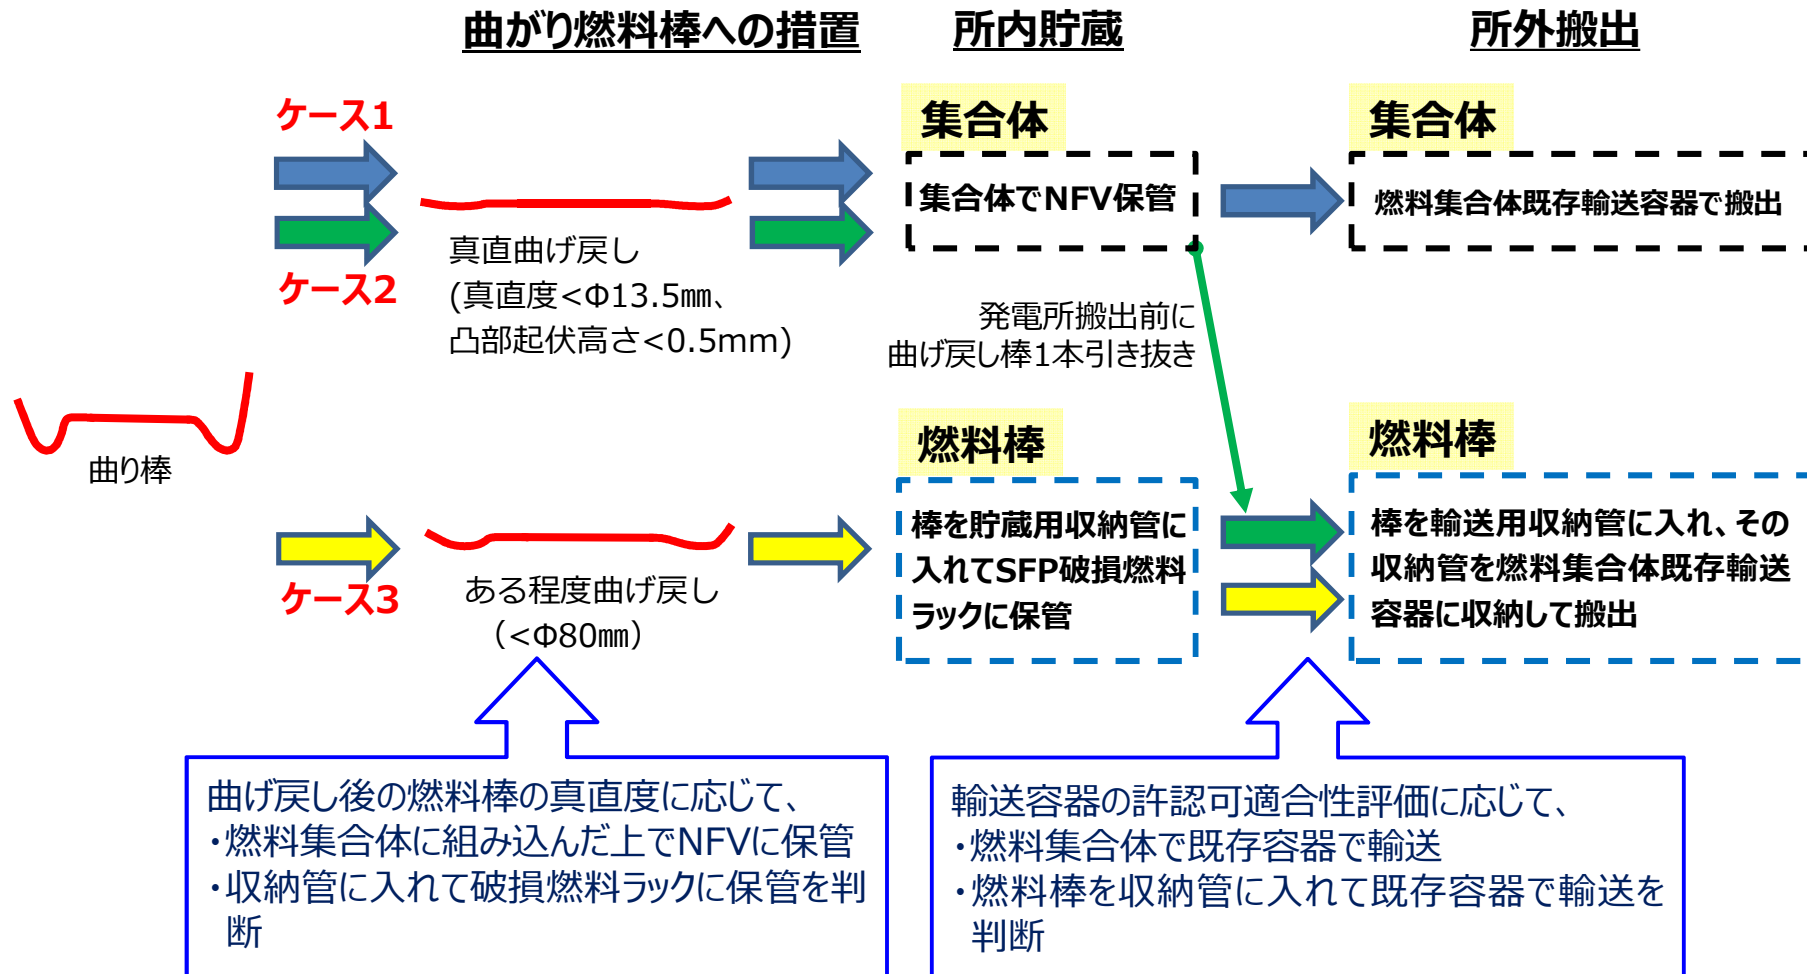 曲がり燃料棒への措置
所内貯蔵
所外搬出
ケース1
ケース2
真直曲げ戻し
(真直度<Φ13.5㎜、
凸部起伏高さ<0.5mm)
集合体
集合体でNFV保管
集合体
燃料集合体既存輸送容器で搬出
発電所搬出前に
曲げ戻し棒1本引き抜き
曲り棒
ケース3
ある程度曲げ戻し
（<Φ80㎜）
燃料棒
棒を貯蔵用収納管に
入れてSFP破損燃料
ラックに保管
燃料棒
棒を輸送用収納管に入れ、その
収納管を燃料集合体既存輸送
容器に収納して搬出
曲げ戻し後の燃料棒の真直度に応じて、
・燃料集合体に組み込んだ上でNFVに保管
・収納管に入れて破損燃料ラックに保管を判
断
輸送容器の許認可適合性評価に応じて、
・燃料集合体で既存容器で輸送
・燃料棒を収納管に入れて既存容器で輸送を
判断